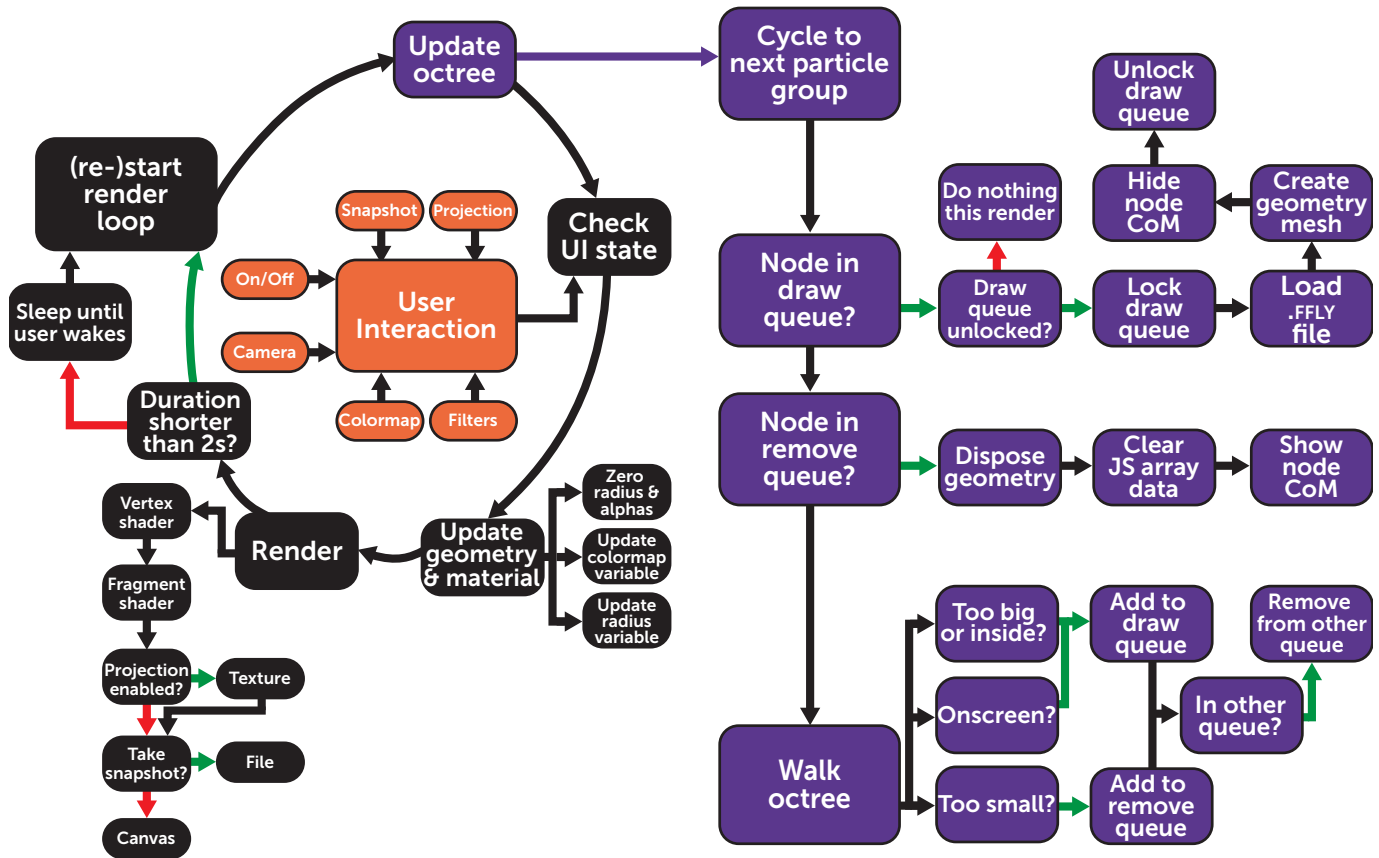 Update
octree
Cycle to
next particle
group
Unlock
draw
queue
(re-)start
render
loop
Do nothing
this render
Hide
node
CoM
Create
geometry
mesh
Snapshot
Projection
Check
UI state
On/Off
User
Interaction
Camera
Colormap
Filters
Sleep until
user wakes
Node in
draw
queue?
Draw
queue
unlocked?
Lock
draw
queue
Load
.FFLY
file
Duration
shorter
than 2s?
Node in
remove
queue?
Dispose
geometry
Clear
JS array
data
Show
node
CoM
Zero
radius &
alphas
Vertex
shader
Render
Update
geometry
& material
Update
colormap
variable
Update
radius
variable
Fragment
shader
Projection
enabled?
Texture
Take
snapshot?
File
Canvas
Too big
or inside?
Add to
draw
queue
Remove
from other
queue
Onscreen?
In other
queue?
Walk
octree
Too small?
Add to
remove
queue